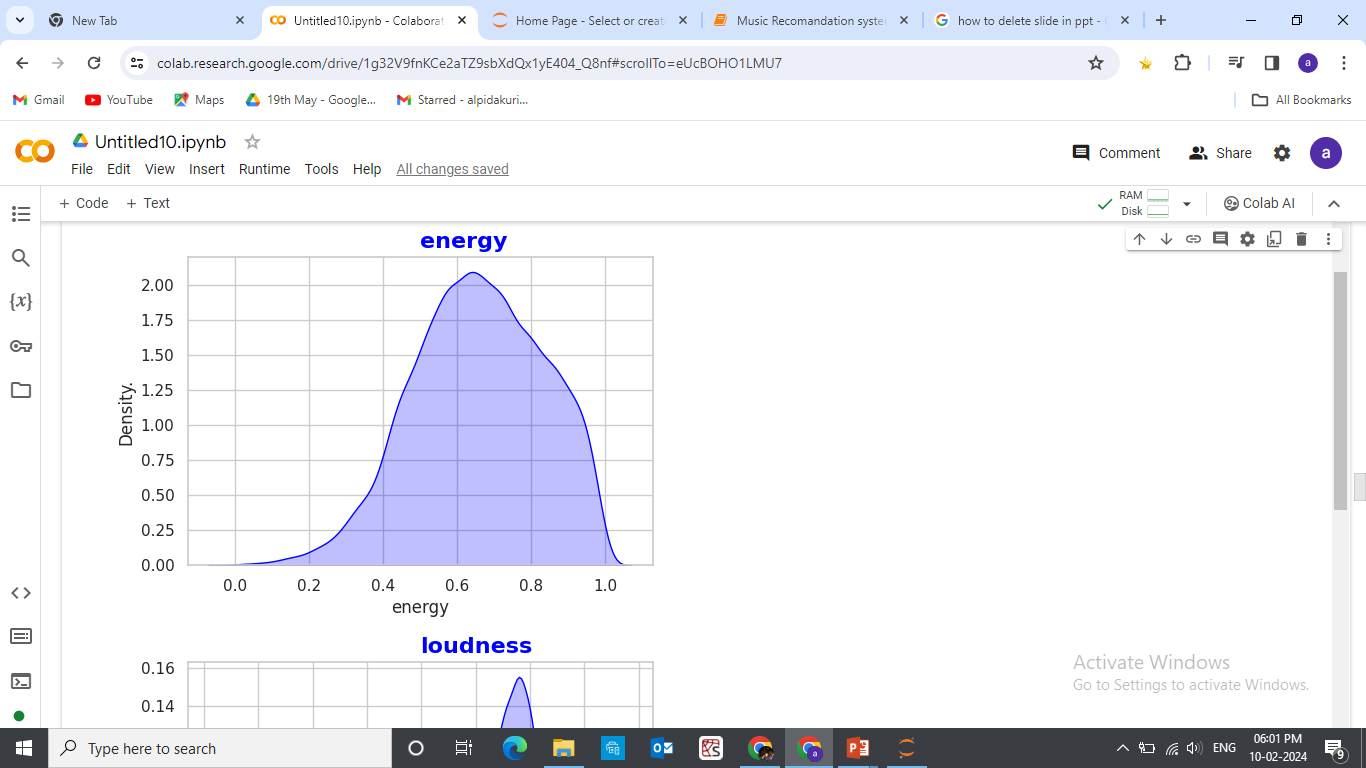 New Tab
Untitled10.ipynb - Colaborat
Home Page - Select or creat
Music Recomandation syste
how to delete slide in ppt -
colab.research.google.com/drive/1g32V9fnKCe2aTZ9sbXdQx1yE404_Q8nf#scrollTo=eUcBOHO1LMU7
a
Gmail
YouTube
Maps
19th May - Google...
Starred - alpidakuri...
All Bookmarks
Untitled10.ipynb
File Edit View Insert Runtime Tools Help All changes saved
Comment
Share
a
+ Code + Text
RAM
Disk
Colab AI
{x}
energy
2.00
1.75
1.50
1.25
1.00
0.75
0.50
0.25
0.00
Density.
0.0 0.2 0.4 0.6 0.8 1.0
energy
loudness
0.16
0.14
Activate Windows
Go to Settings to activate Windows.
Type here to search
ENG
06:01 PM
10-02-2024
9